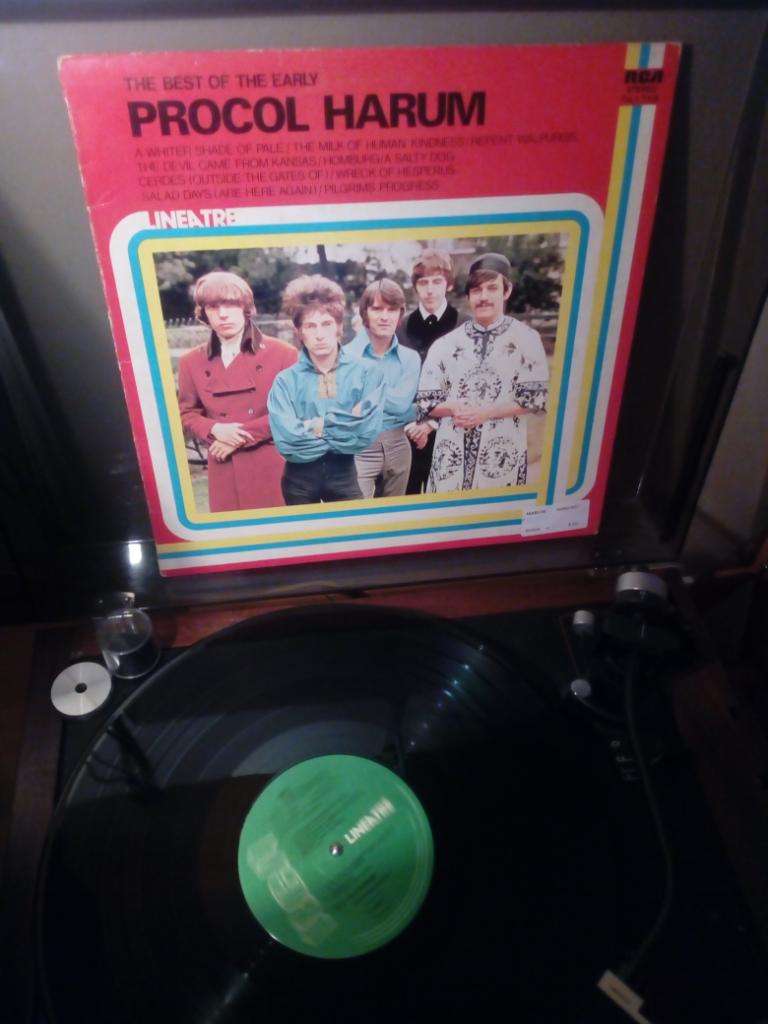 THE BEST OF THE EARLY
PROCOL HARUM
RCA
STEREO
A WHITER SHADE OF PALE / THE MILK OF HUMAN KINDNESS / REPENT WALPURGIS
THE DEVIL CAME FROM KANSAS / HOMBURG / A SALTY DOG
CERDES (OUTSIDE THE GATES OF) / WRECK OF HESPERUS
SALAD DAYS (ARE HERE AGAIN) / PILGRIMS PROGRESS
LINEATRE
LINEATRE
RCA